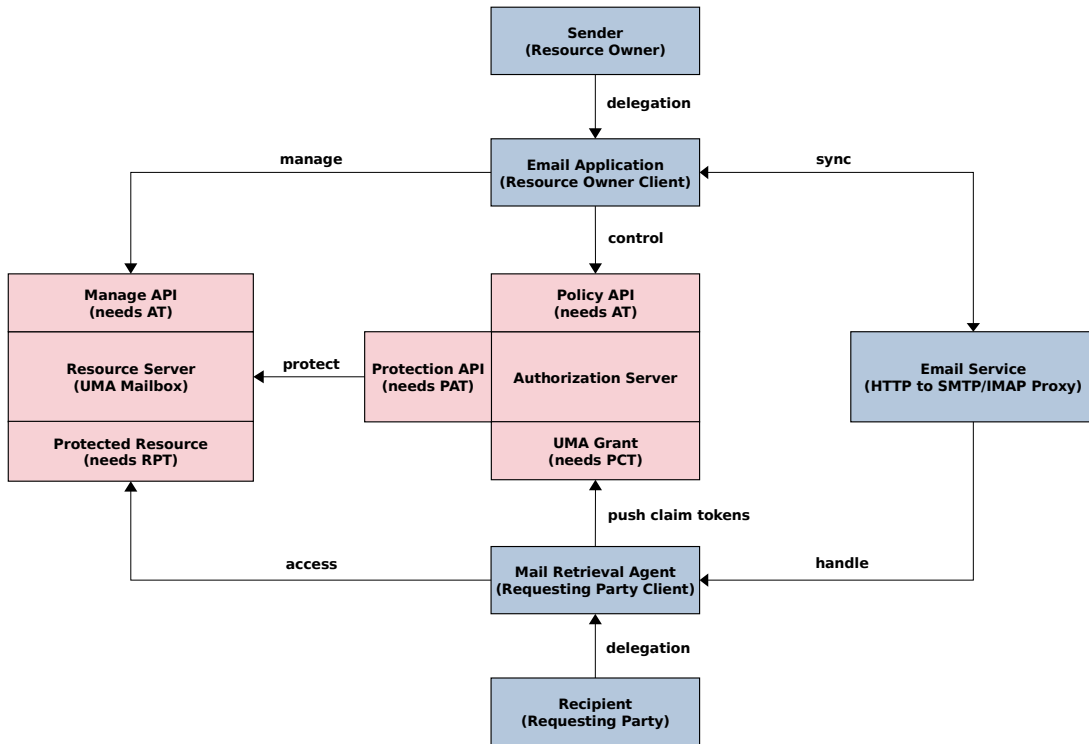 Sender
(Resource Owner)
delegation
manage
Email Application
(Resource Owner Client)
sync
control
Manage API
(needs AT)
Policy API
(needs AT)
Resource Server
(UMA Mailbox)
protect
Protection API
(needs PAT)
Authorization Server
Email Service
(HTTP to SMTP/IMAP Proxy)
Protected Resource
(needs RPT)
UMA Grant
(needs PCT)
push claim tokens
access
Mail Retrieval Agent
(Requesting Party Client)
handle
delegation
Recipient
(Requesting Party)